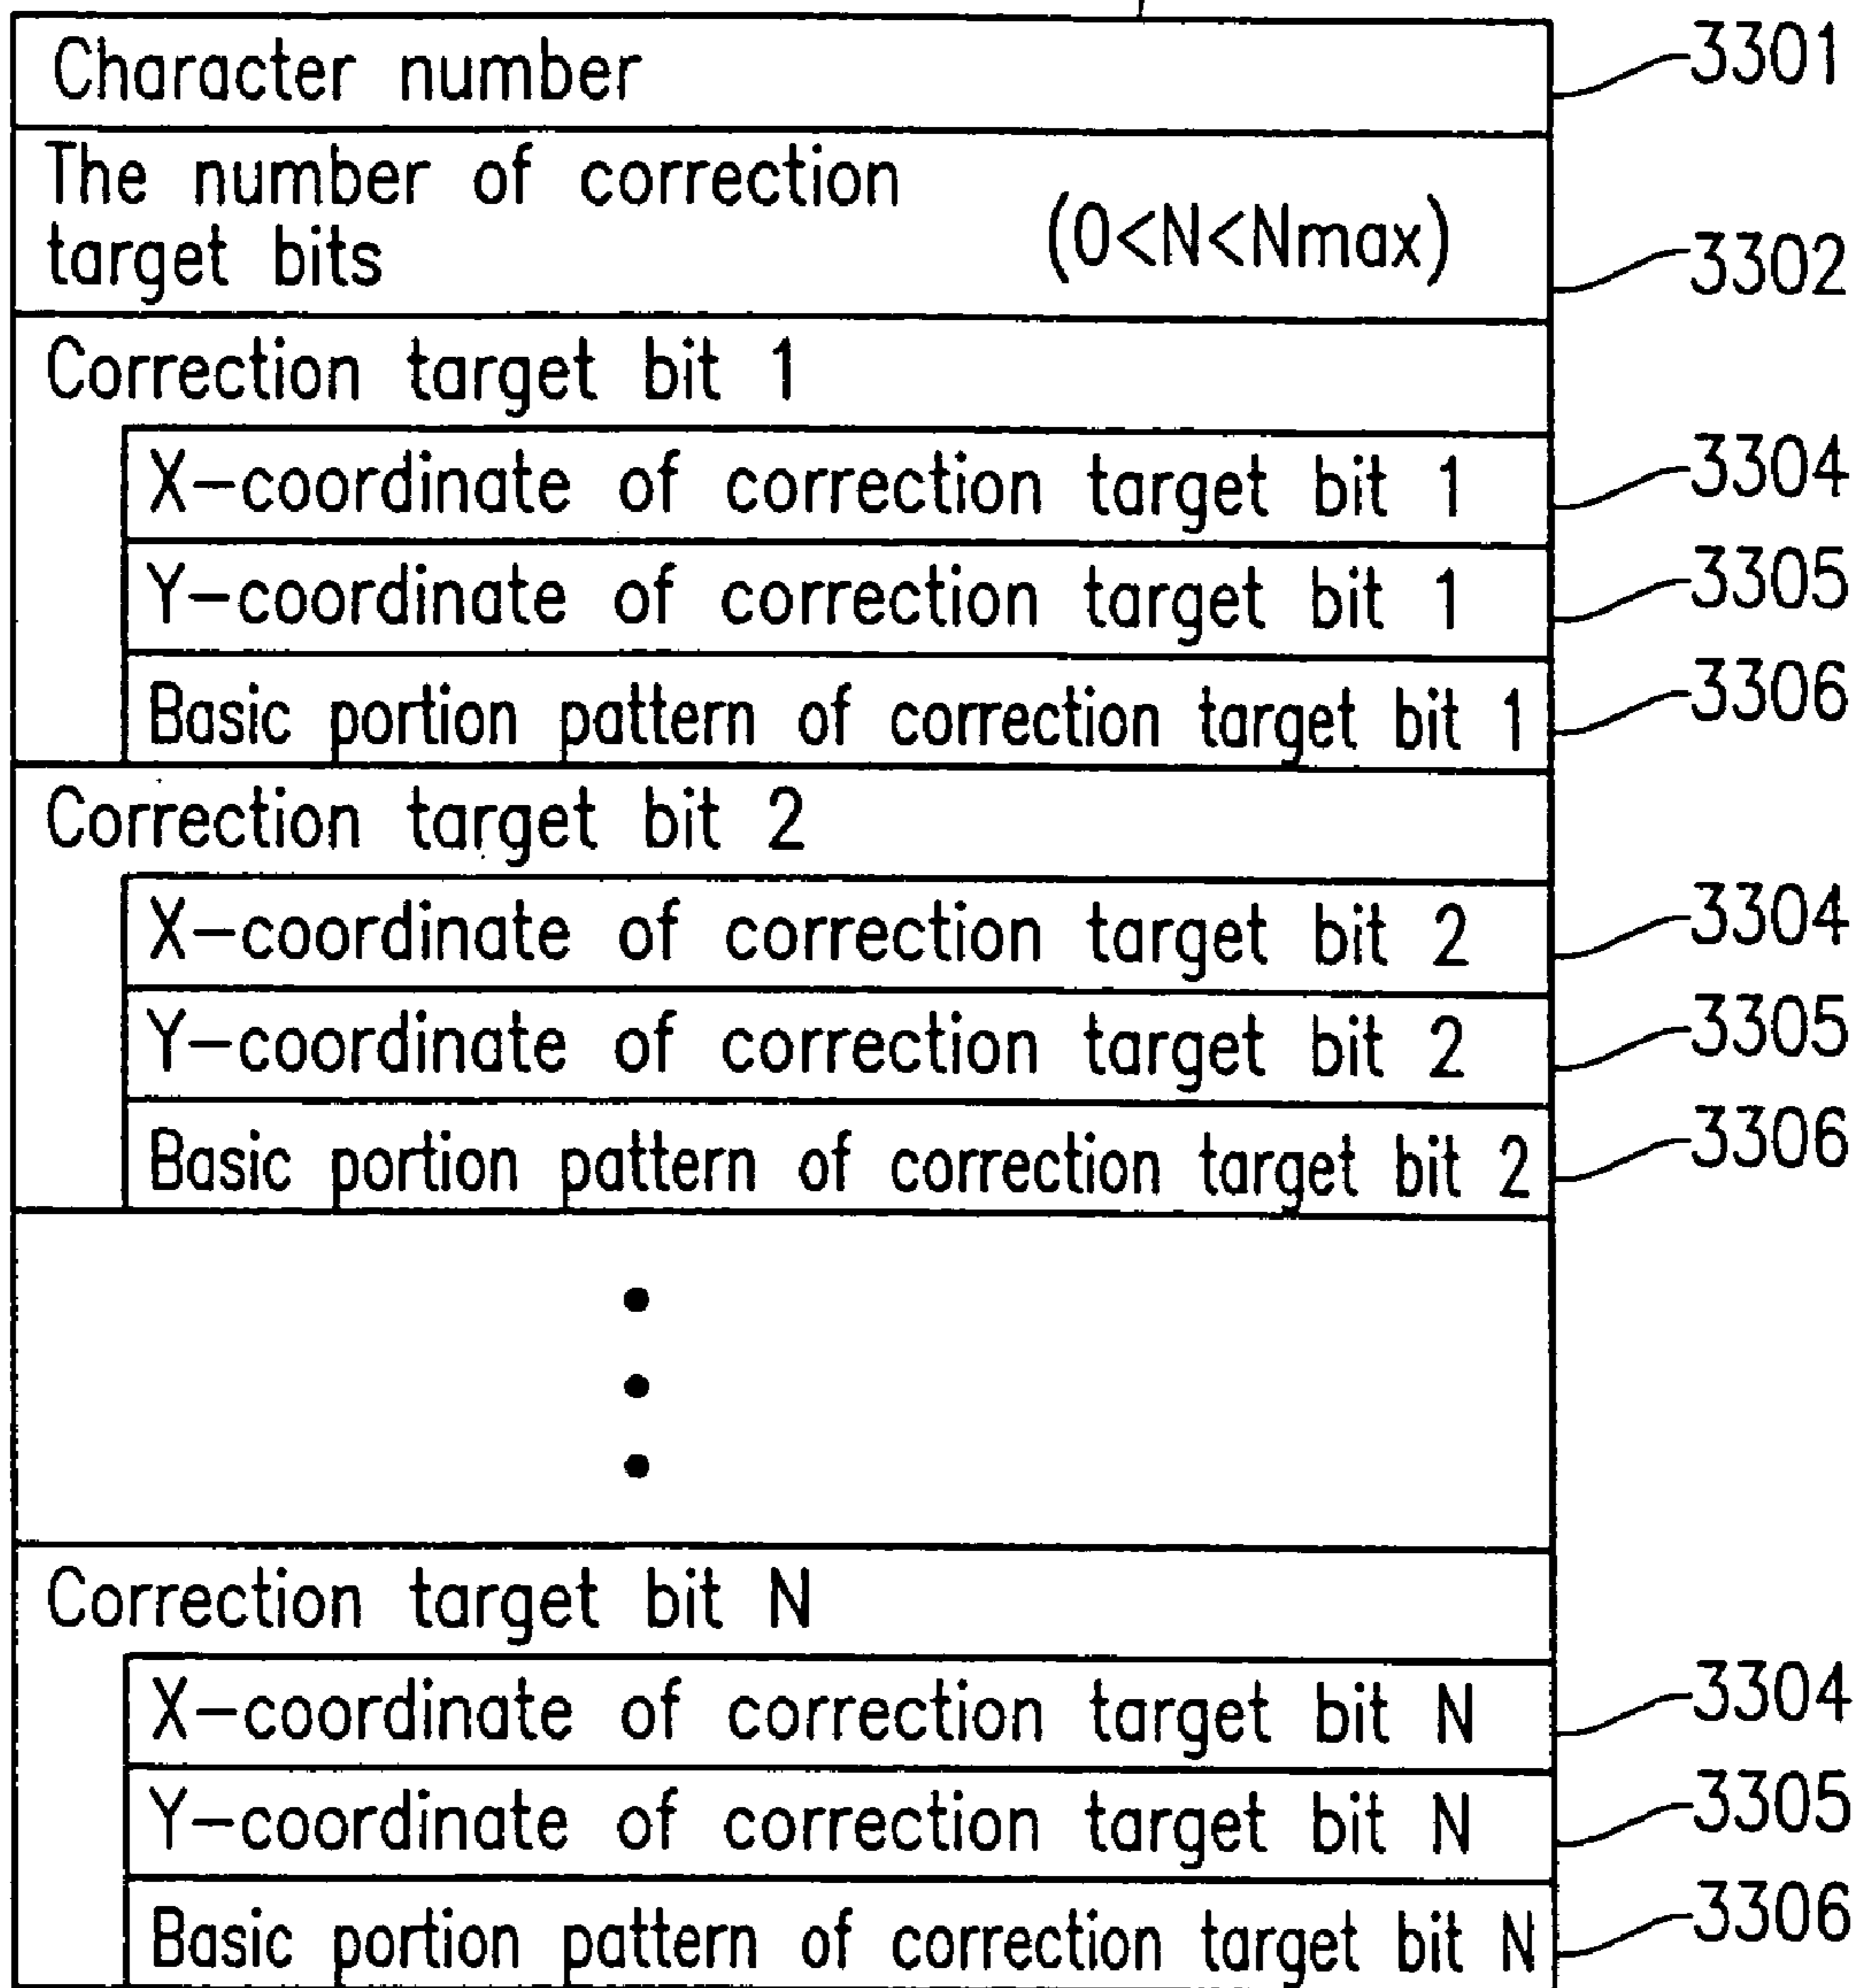 Character number 3301
The number of correction
target bits (0<N<Nmax) 3302
Correction target bit 1
X-coordinate of correction target bit 1 3304
Y-coordinate of correction target bit 1 3305
Basic portion pattern of correction target bit 1 3306
Correction target bit 2
X-coordinate of correction target bit 2 3304
Y-coordinate of correction target bit 2 3305
Basic portion pattern of correction target bit 2 3306
Correction target bit N
X-coordinate of correction target bit N 3304
Y-coordinate of correction target bit N 3305
Basic portion pattern of correction target bit N 3306